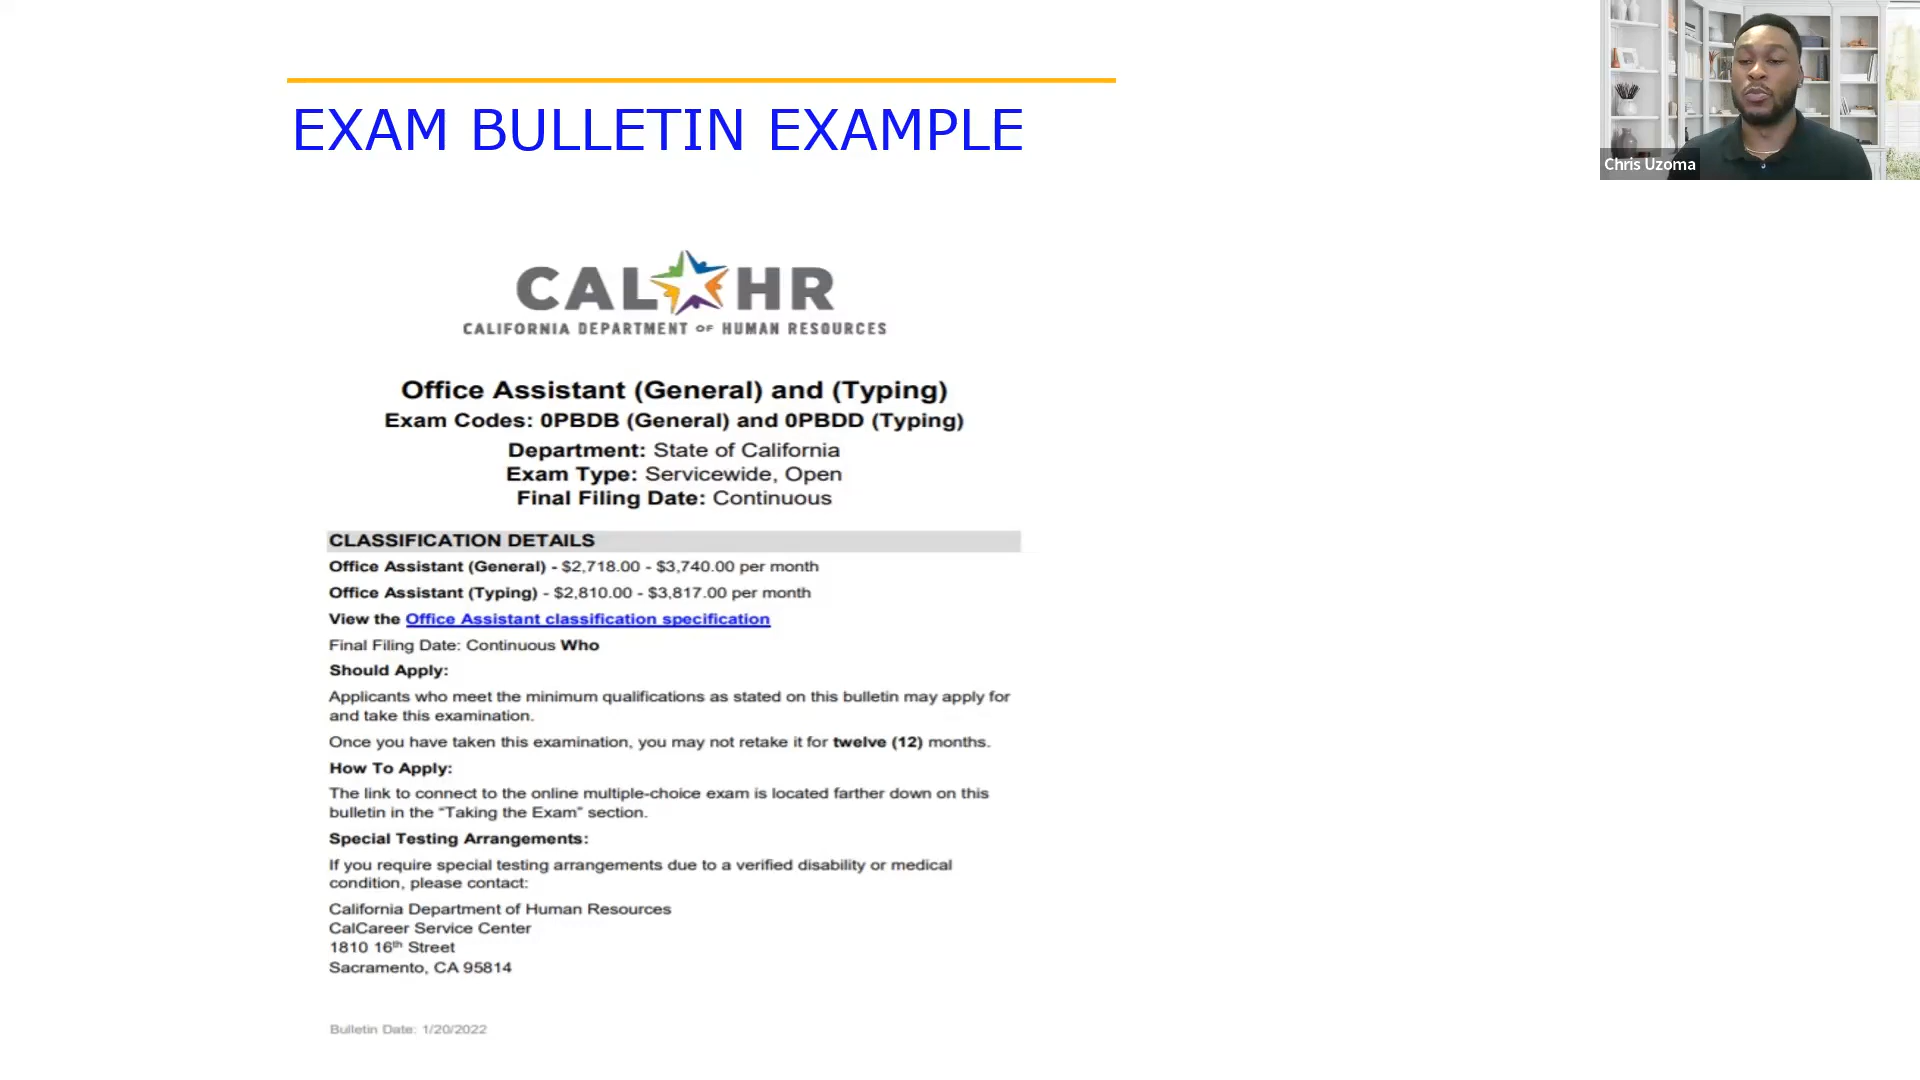 EXAM BULLETIN EXAMPLE
Chris Uzoma
CAL HR
CALIFORNIA DEPARTMENT OF HUMAN RESOURCES
Office Assistant (General) and (Typing)
Exam Codes: 0PBDB (General) and 0PBDD (Typing)
Department: State of California
Exam Type: Servicewide, Open
Final Filing Date: Continuous
CLASSIFICATION DETAILS
Office Assistant (General) - $2,718.00 - $3,740.00 per month
Office Assistant (Typing) - $2,810.00 - $3,817.00 per month
View the Office Assistant classification specification
Final Filing Date: Continuous Who
Should Apply:
Applicants who meet the minimum qualifications as stated on this bulletin may apply for
and take this examination.
Once you have taken this examination, you may not retake it for twelve (12) months.
How To Apply:
The link to connect to the online multiple-choice exam is located farther down on this
bulletin in the “Taking the Exam” section.
Special Testing Arrangements:
If you require special testing arrangements due to a verified disability or medical
condition, please contact:
California Department of Human Resources
CalCareer Service Center
1810 16th Street
Sacramento, CA 95814
Bulletin Date: 1/20/2022